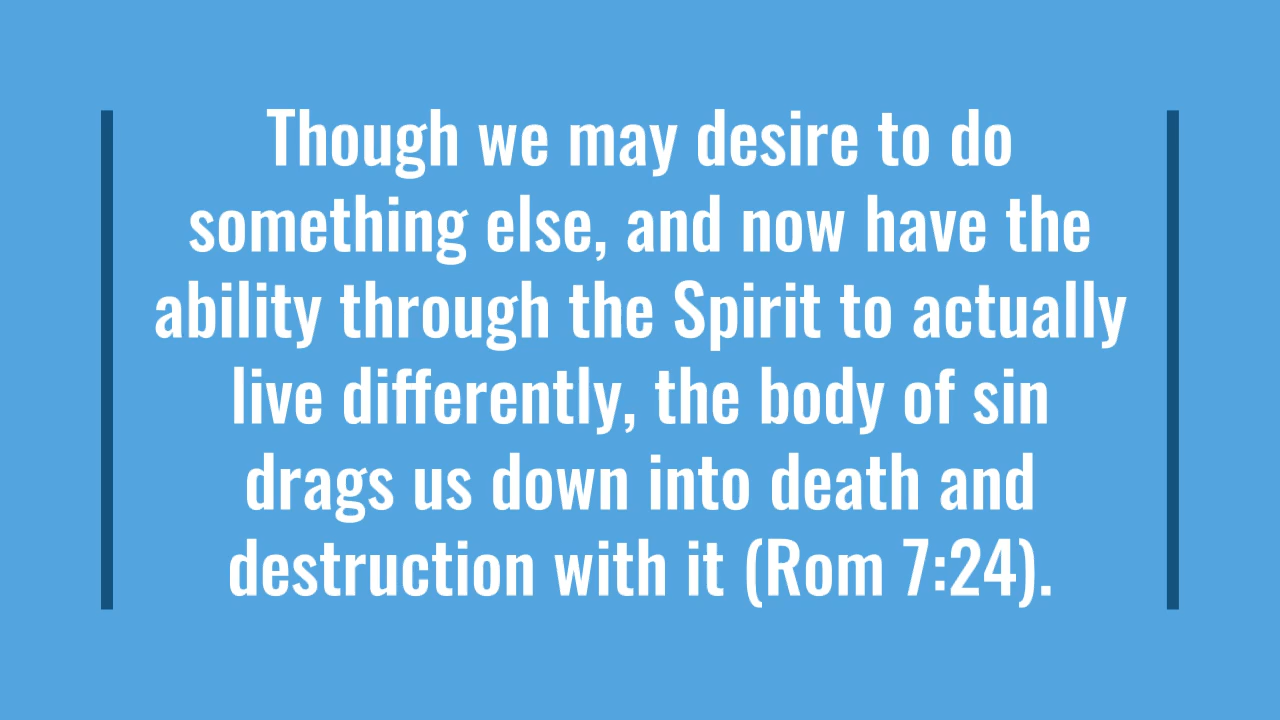 Though we may desire to do
something else, and now have the
ability through the Spirit to actually
live differently, the body of sin
drags us down into death and
destruction with it (Rom 7:24).